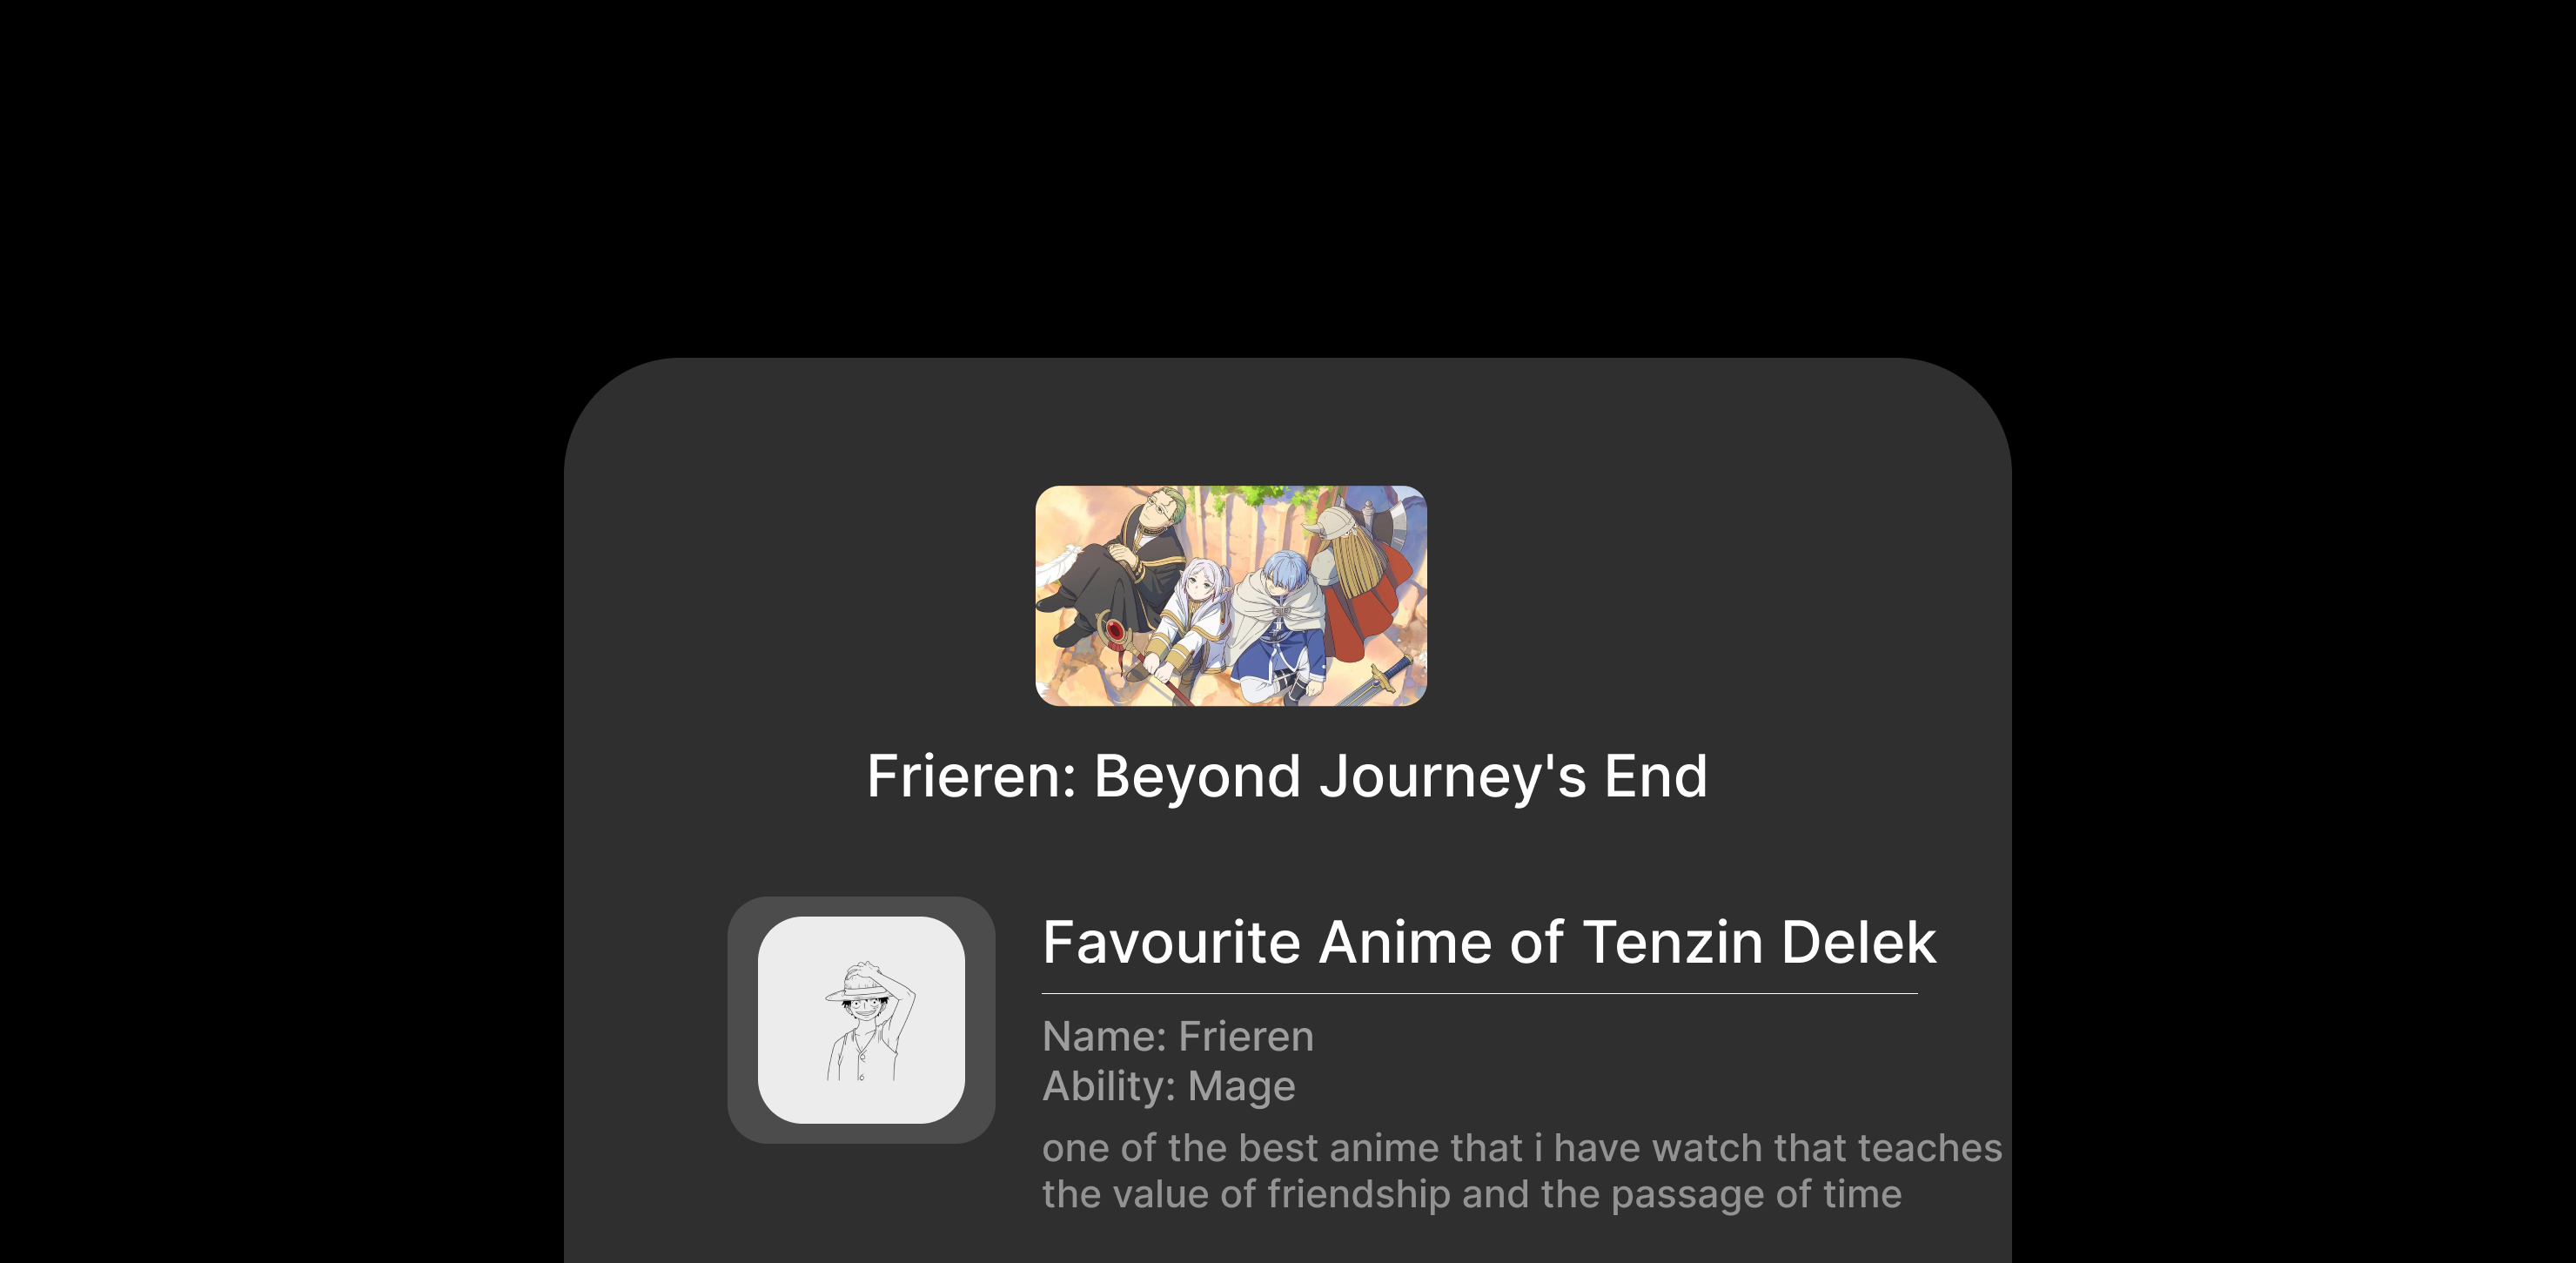 Frieren: Beyond Journey's End
Favourite Anime of Tenzin Delek
Name: Frieren
Ability: Mage
one of the best anime that i have watch that teaches
the value of friendship and the passage of time